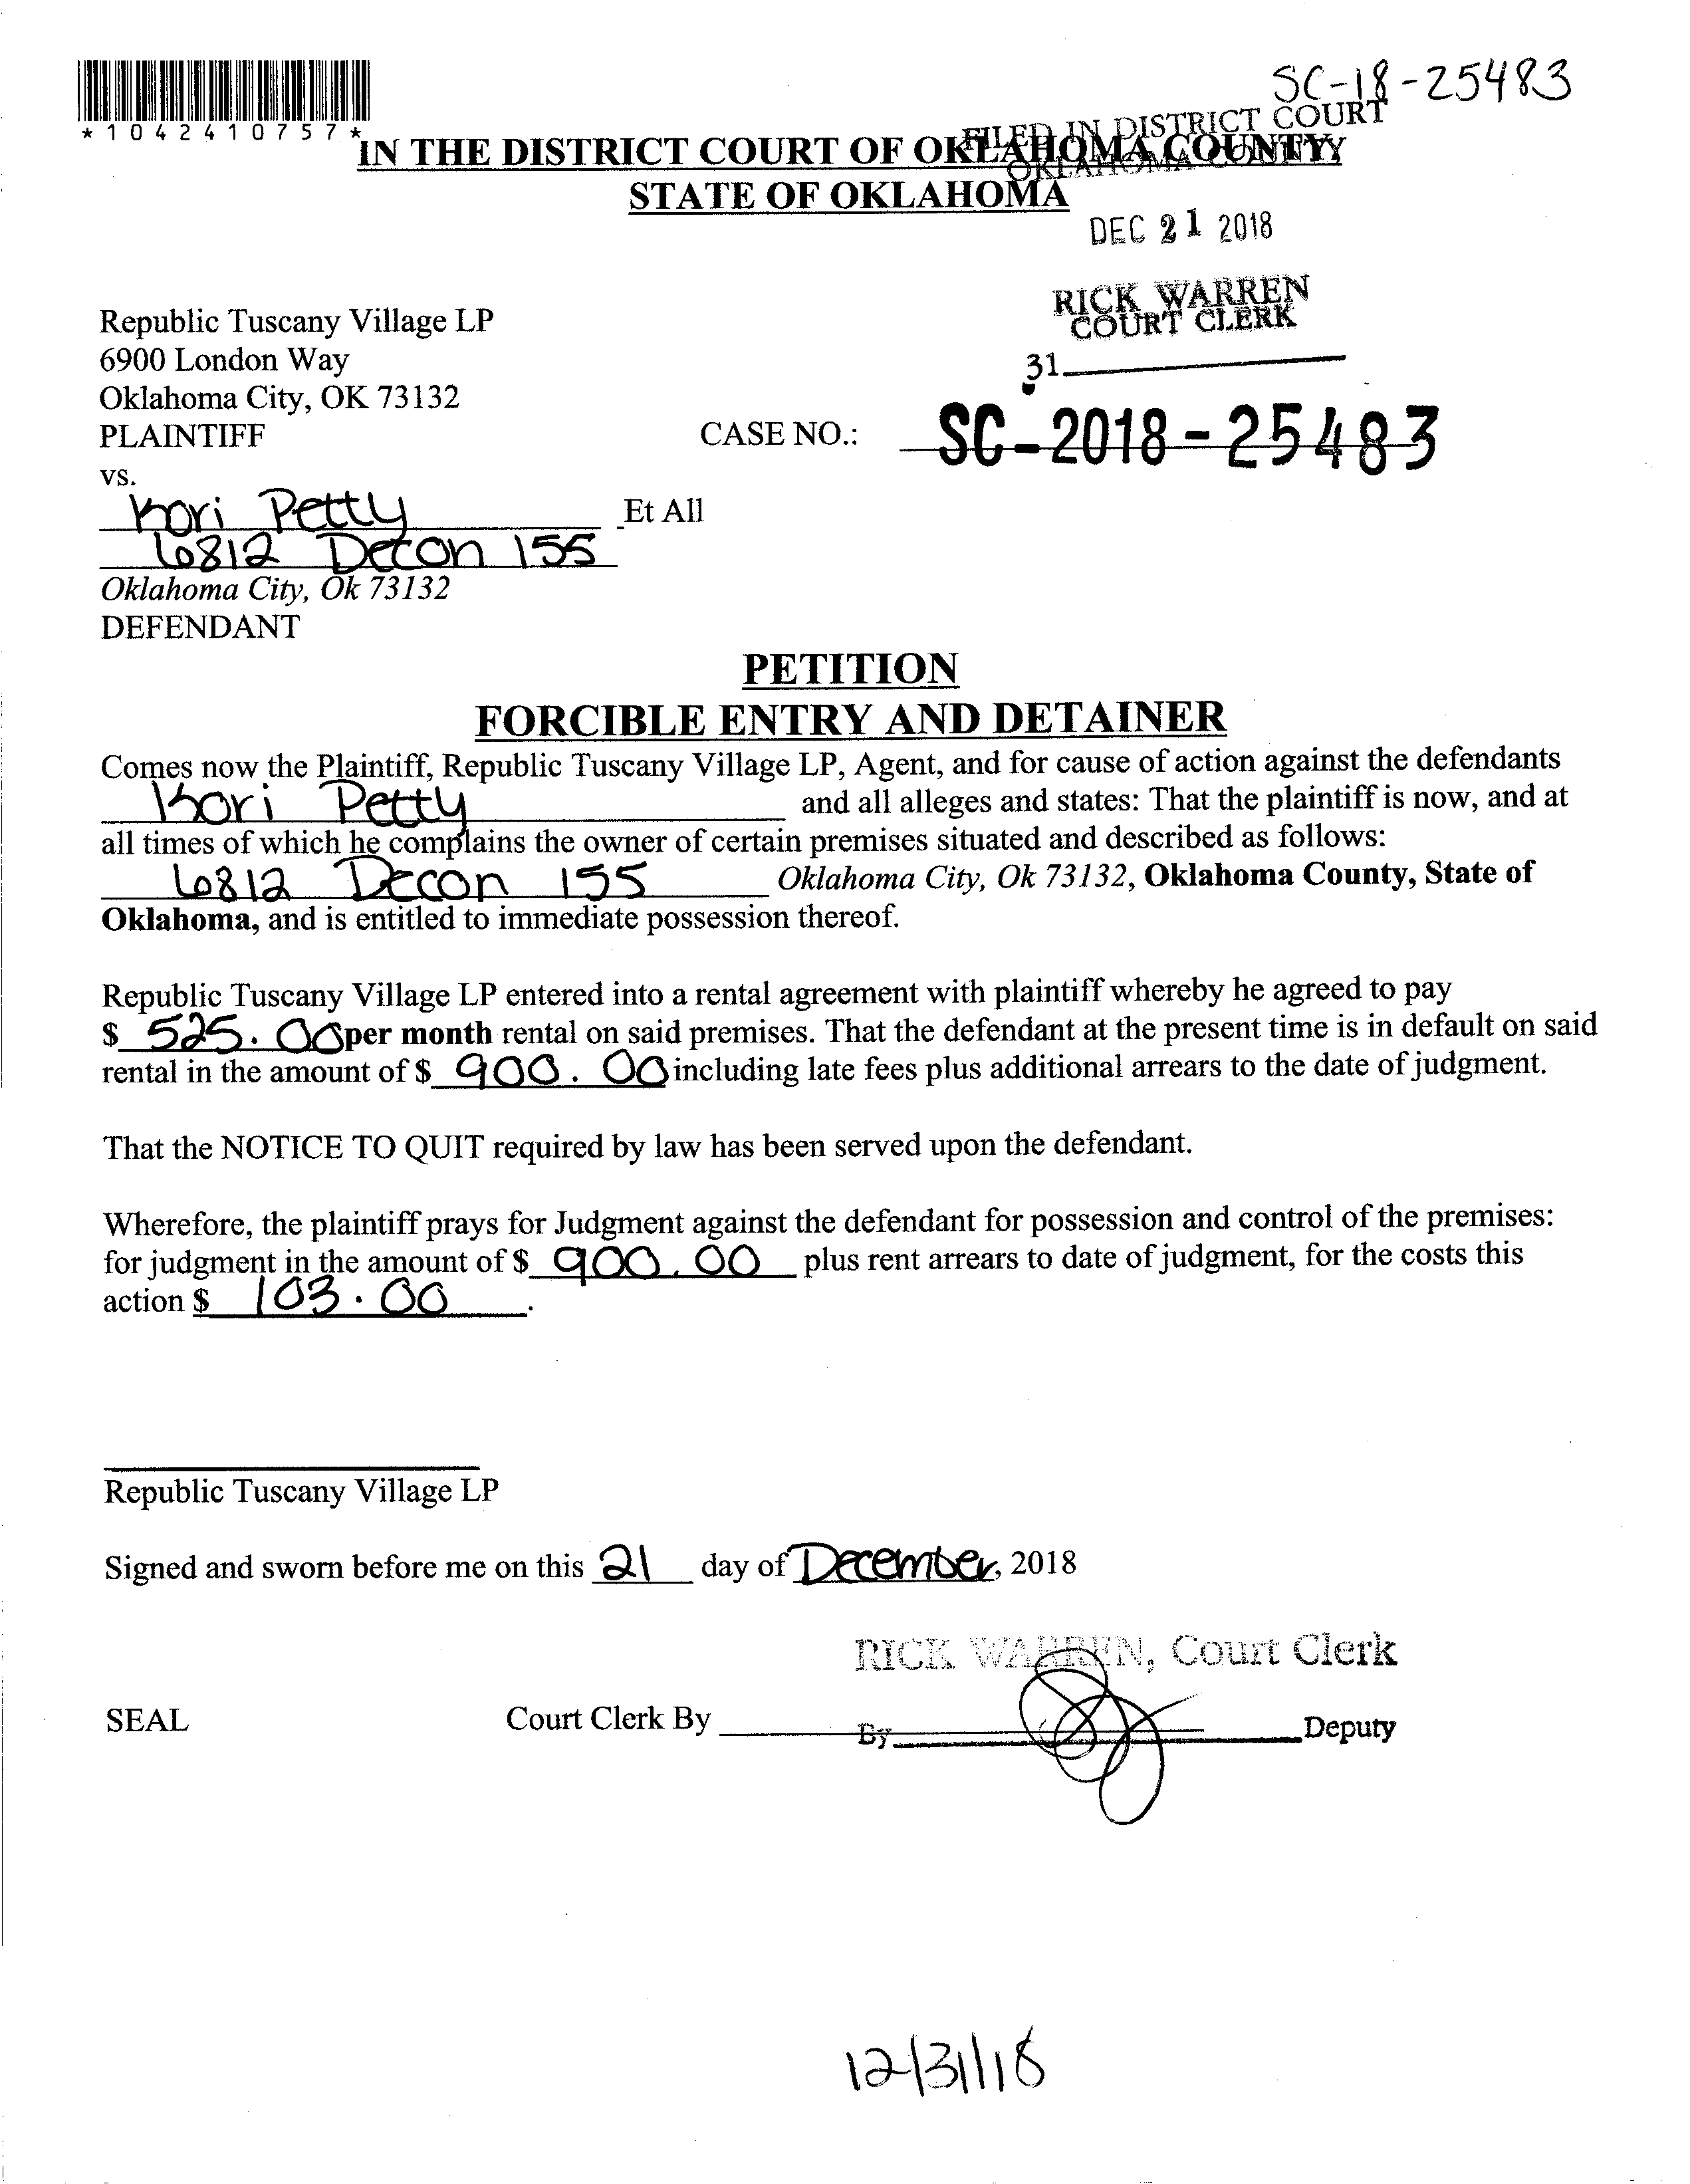 SC-18-25483
*1042410757*
FILED IN DISTRICT COURT
OKLAHOMA COUNTY
IN THE DISTRICT COURT OF OKLAHOMA COUNTY
STATE OF OKLAHOMA
DEC 21 2018
RICK WARREN
COURT CLERK
31
Republic Tuscany Village LP
6900 London Way
Oklahoma City, OK 73132
PLAINTIFF
CASE NO.: SC-2018-25483
vs.
Kori Petty Et All
6812 Decon 155
Oklahoma City, Ok 73132
DEFENDANT
PETITION
FORCIBLE ENTRY AND DETAINER
Comes now the Plaintiff, Republic Tuscany Village LP, Agent, and for cause of action against the defendants
Kori Petty and all alleges and states: That the plaintiff is now, and at
all times of which he complains the owner of certain premises situated and described as follows:
6812 Decon 155 Oklahoma City, Ok 73132, Oklahoma County, State of
Oklahoma, and is entitled to immediate possession thereof.
Republic Tuscany Village LP entered into a rental agreement with plaintiff whereby he agreed to pay
$ 525.00 per month rental on said premises. That the defendant at the present time is in default on said
rental in the amount of $ 900.00 including late fees plus additional arrears to the date of judgment.
That the NOTICE TO QUIT required by law has been served upon the defendant.
Wherefore, the plaintiff prays for Judgment against the defendant for possession and control of the premises:
for judgment in the amount of $ 900.00 plus rent arrears to date of judgment, for the costs this
action $ 103.00.
Republic Tuscany Village LP
Signed and sworn before me on this 21 day of December, 2018
RICK WARREN, Court Clerk
SEAL Court Clerk By By Deputy
12/31/18